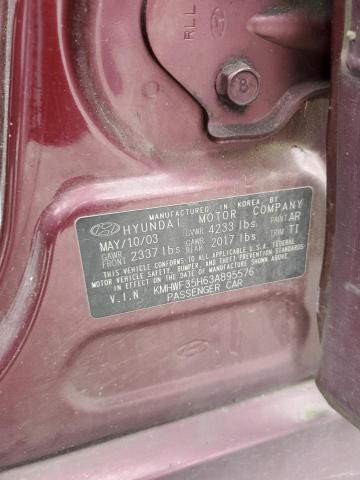 RLL
8
MANUFACTURED IN KOREA BY
HYUNDAI MOTOR COMPANY
MAY/10/03 GVWR 4233 lbs PAINT AR
GAWR FRONT 2337 lbs GAWR REAR 2017 lbs TRIM TI
THIS VEHICLE CONFORMS TO ALL APPLICABLE U.S.A. FEDERAL
MOTOR VEHICLE SAFETY, BUMPER, AND THEFT PREVENTION STANDARDS
IN EFFECT ON THE DATE OF MANUFACTURE SHOWN ABOVE.
V.I.N KMHWF35H63A895576
PASSENGER CAR